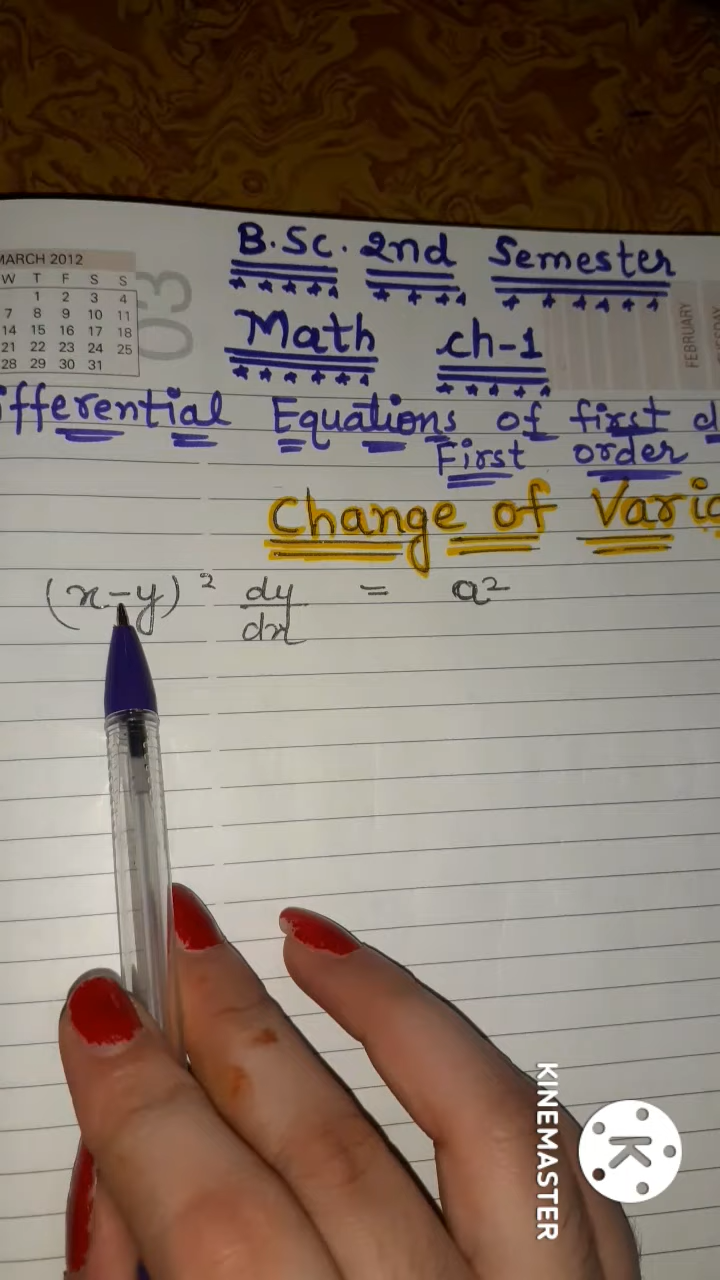 MARCH 2012
W T F S S
1 2 3 4
7 8 9 10 11
14 15 16 17 18
21 22 23 24 25
28 29 30 31
03
FEBRUARY
B.Sc. 2nd Semester
Math ch-1
ifferential Equations of first d
First order
Change of Varia
(x-y)² dy/dx = a²
KINEMASTER